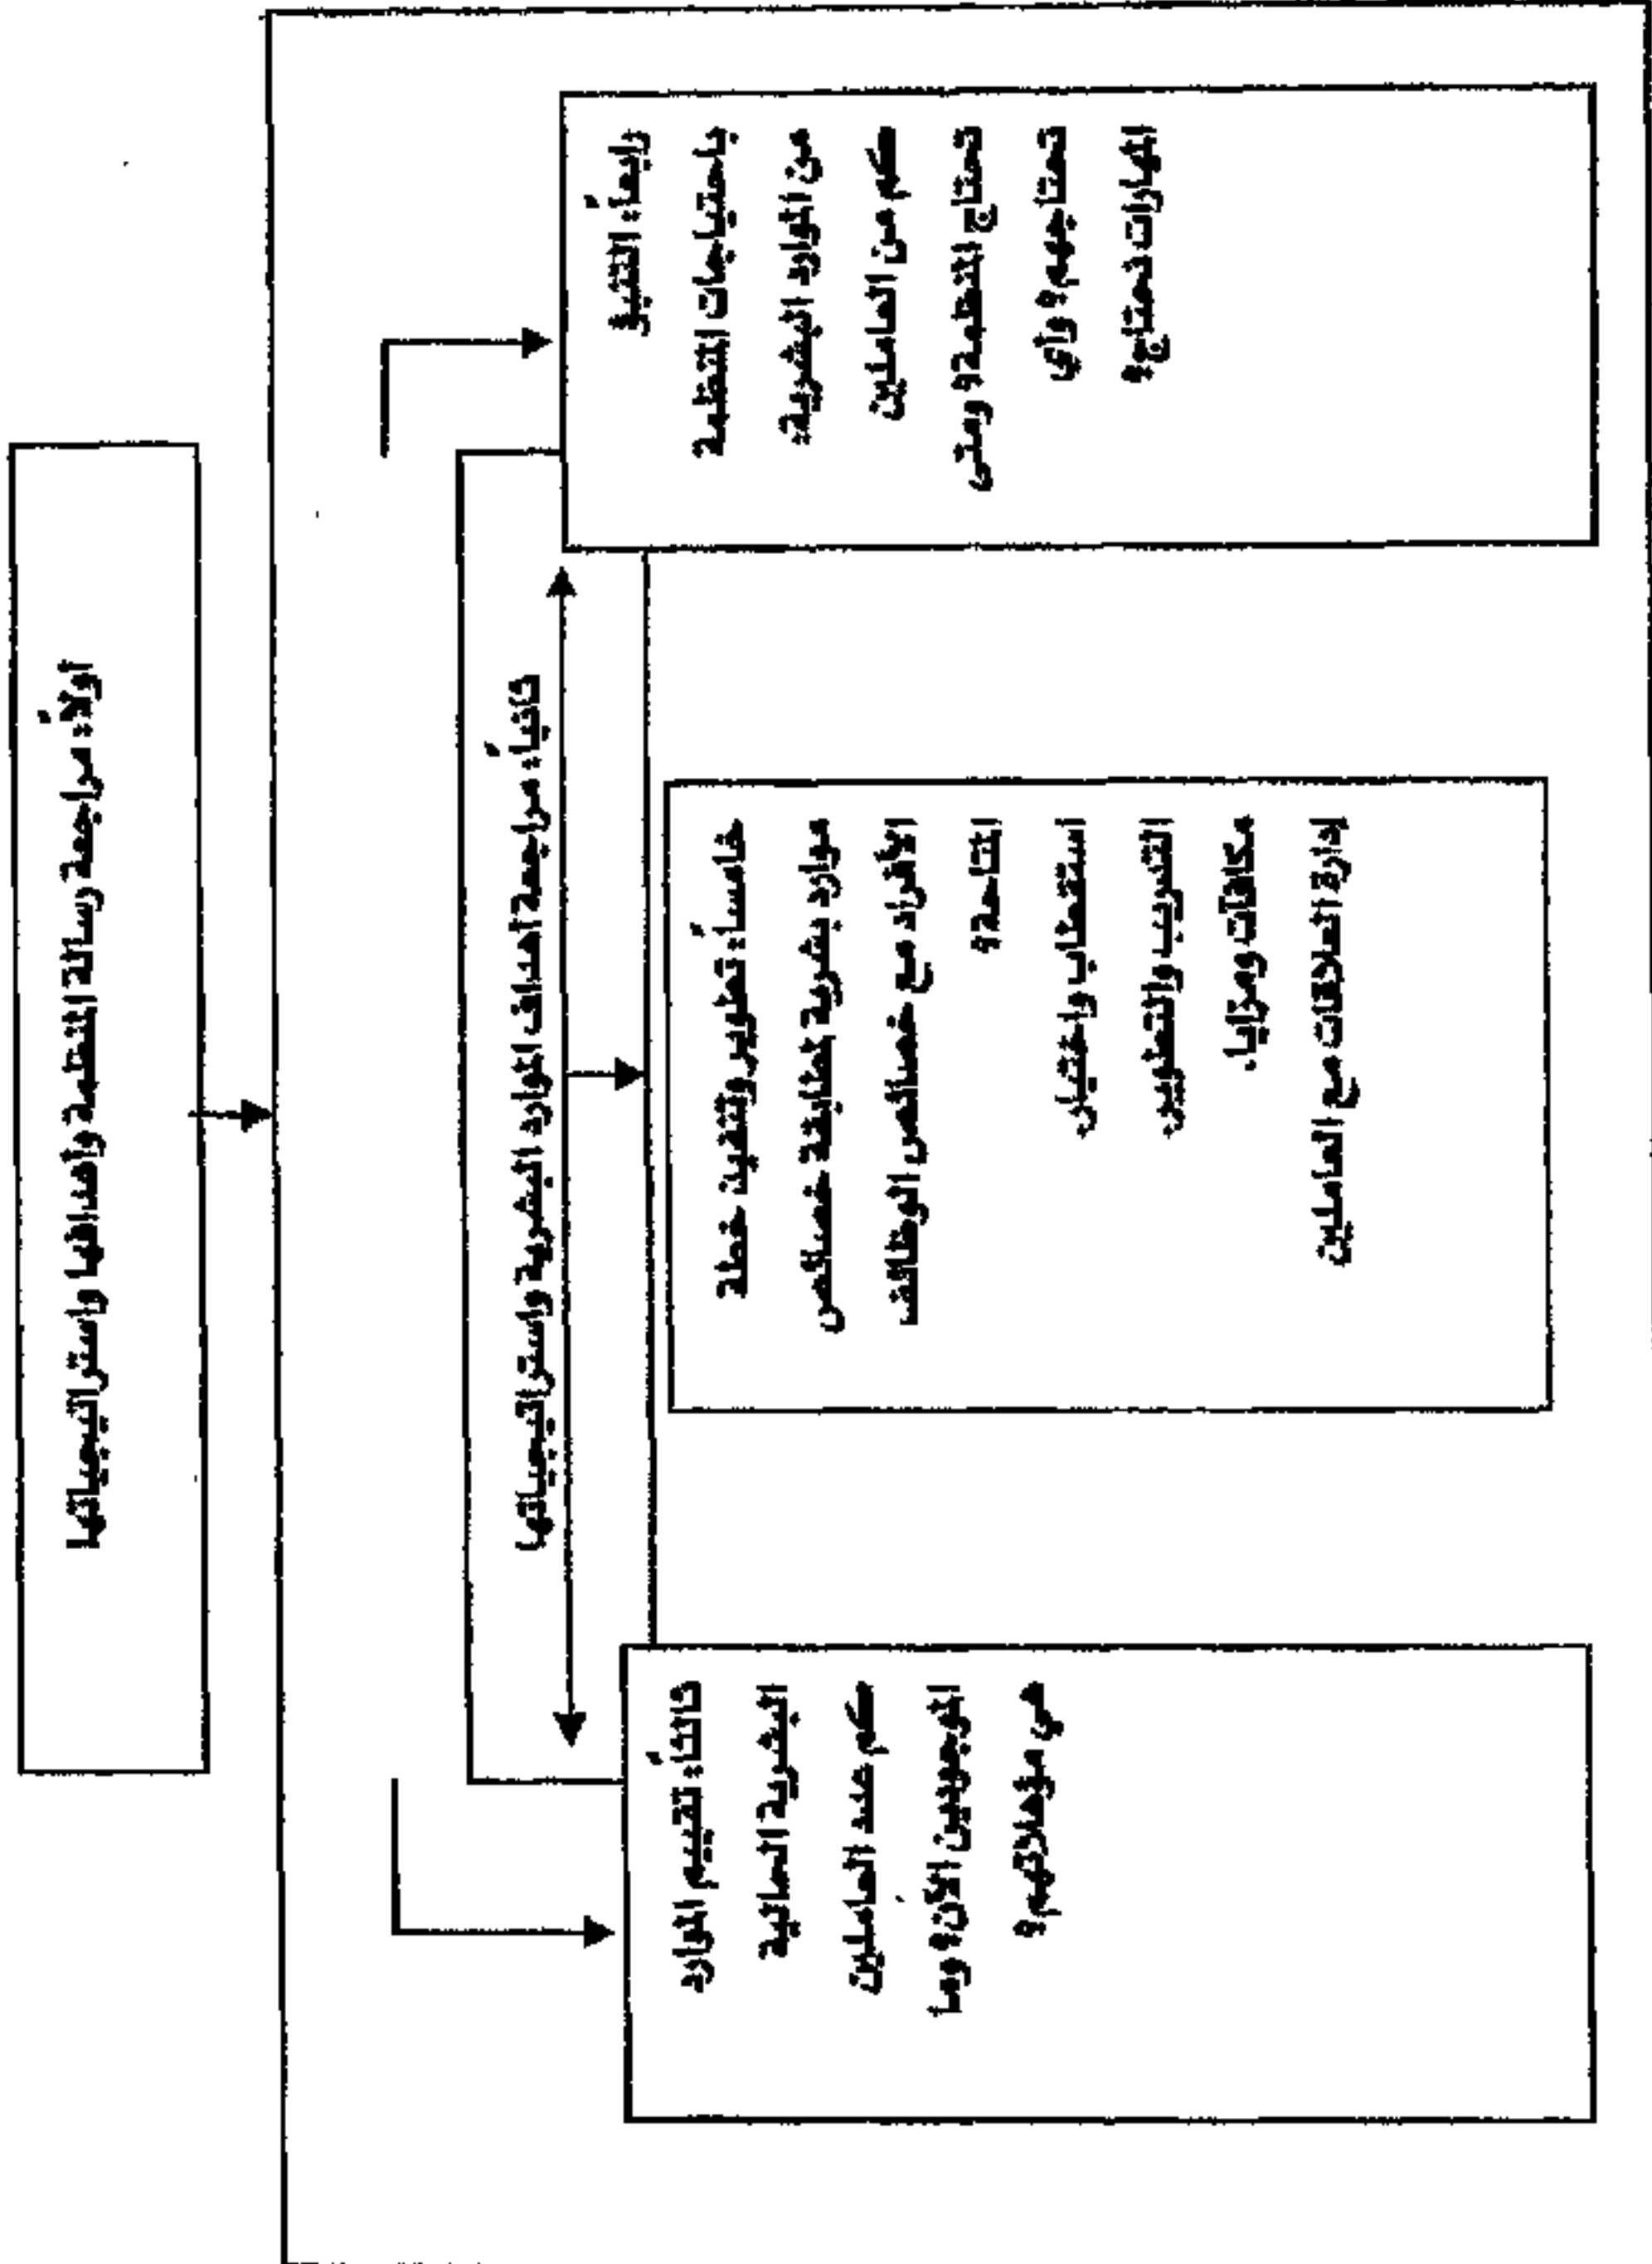 أولاً: مراجعة رسالة المنظمة وأهدافها واستراتيجياتها
ثانياً: مراجعة أهداف الموارد البشرية واستراتيجياتها
ثالثاً: تقييم الموارد
البشرية الحالية
كم عدد العاملين
الموجودين الآن؟ وما
هى مؤهلاتهم؟
رابعاً: التنبؤ
باحتياجات المنظمة
من الموارد البشرية
كم من العاملين
تحتاج المنظمة؟ ومتى
تحتاجهم؟ وأى
المهارات تحتاج؟
خامساً: تطوير وتنفيذ خطة
موارد بشرية لمطابقة خصائص
الأفراد مع خصائص الوظائف
المتاحة؟
استقطاب واختيار
التدريب والتعيين
مكافآت ومزايا.
إدارة العلاقات مع العاملين